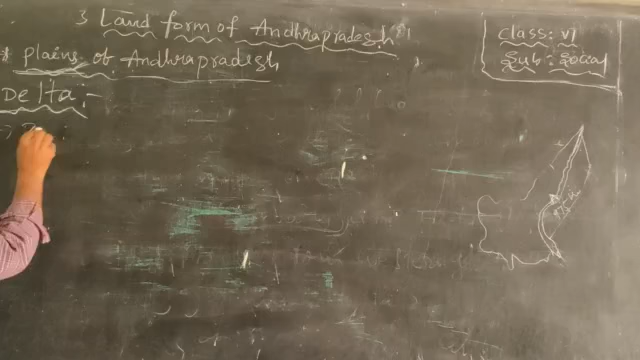 3 Land form of Andhrapradesh
* plains of Andhrapradesh
Delta:-
Class: VI
Sub: Social